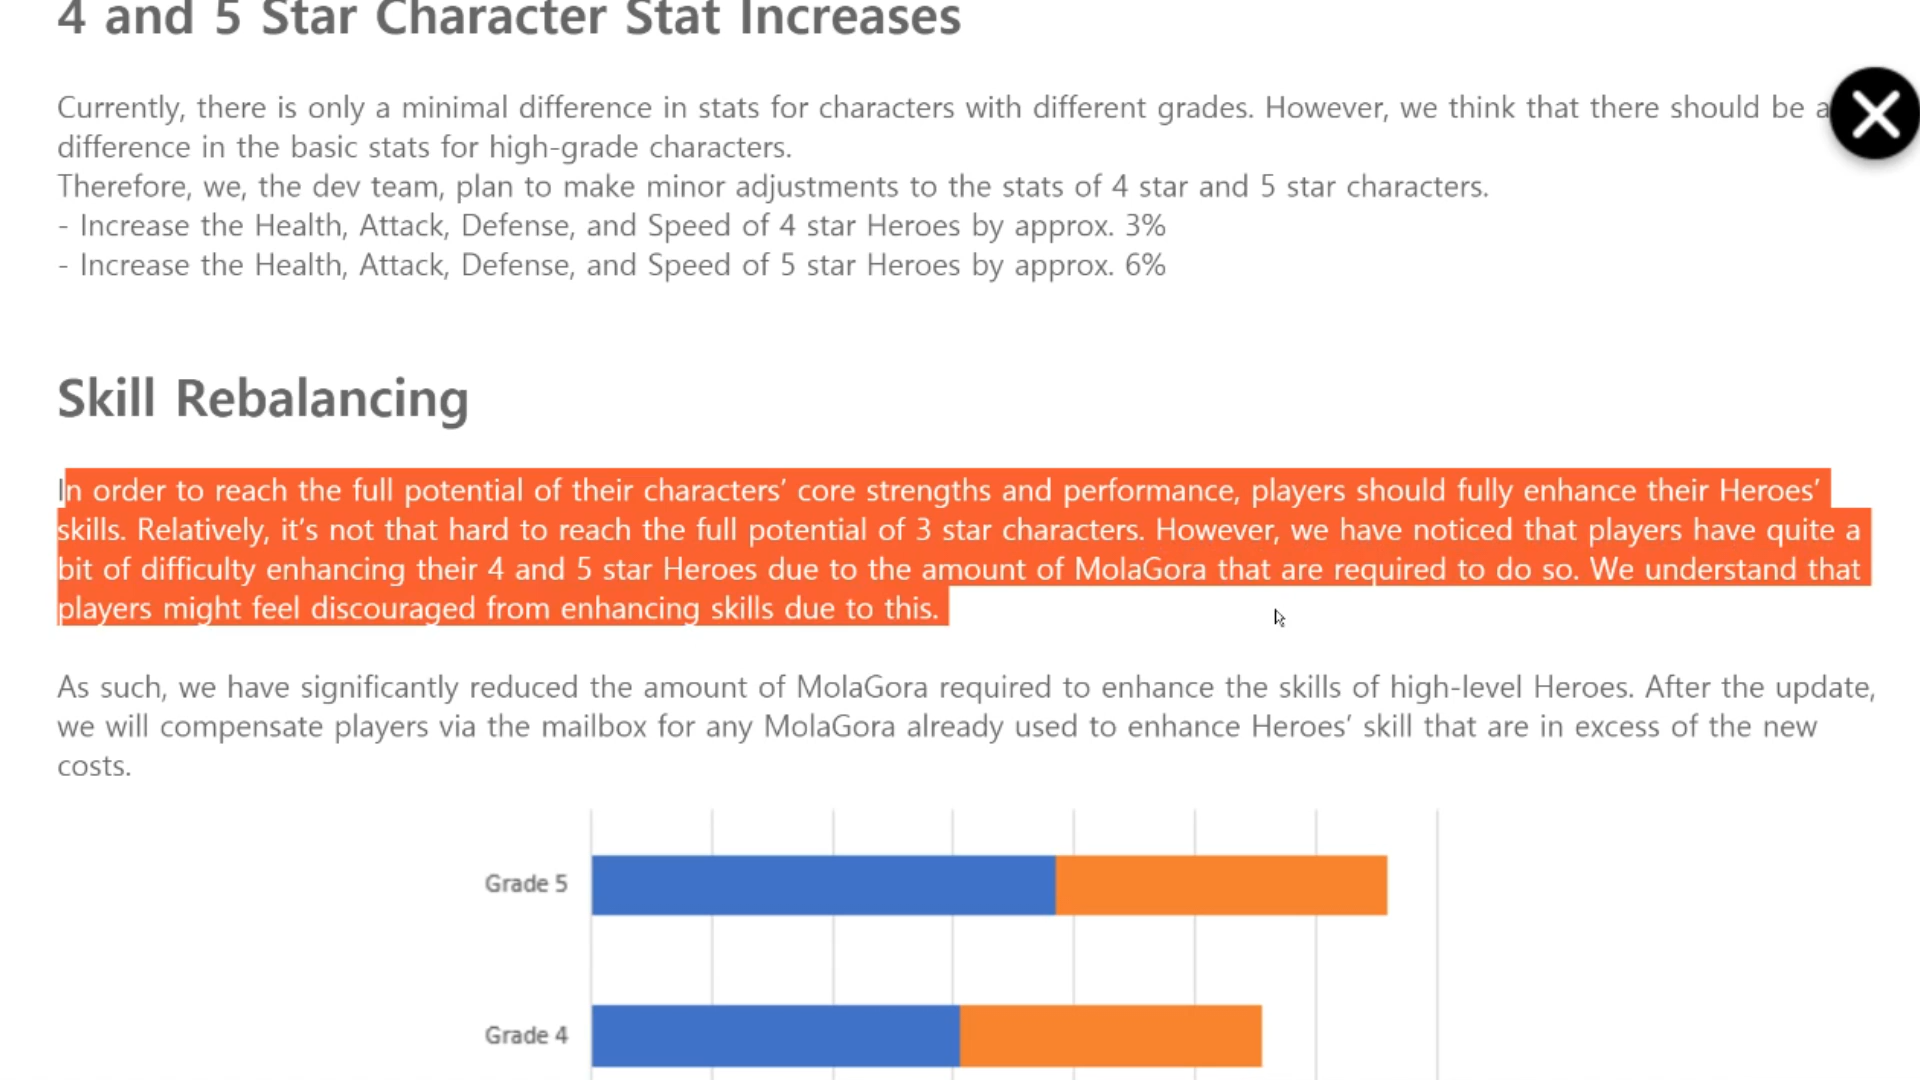 4 and 5 Star Character Stat Increases
Currently, there is only a minimal difference in stats for characters with different grades. However, we think that there should be a
difference in the basic stats for high-grade characters.
Therefore, we, the dev team, plan to make minor adjustments to the stats of 4 star and 5 star characters.
- Increase the Health, Attack, Defense, and Speed of 4 star Heroes by approx. 3%
- Increase the Health, Attack, Defense, and Speed of 5 star Heroes by approx. 6%
Skill Rebalancing
In order to reach the full potential of their characters’ core strengths and performance, players should fully enhance their Heroes’
skills. Relatively, it’s not that hard to reach the full potential of 3 star characters. However, we have noticed that players have quite a
bit of difficulty enhancing their 4 and 5 star Heroes due to the amount of MolaGora that are required to do so. We understand that
players might feel discouraged from enhancing skills due to this.
As such, we have significantly reduced the amount of MolaGora required to enhance the skills of high-level Heroes. After the update,
we will compensate players via the mailbox for any MolaGora already used to enhance Heroes’ skill that are in excess of the new
costs.
Grade 5
Grade 4